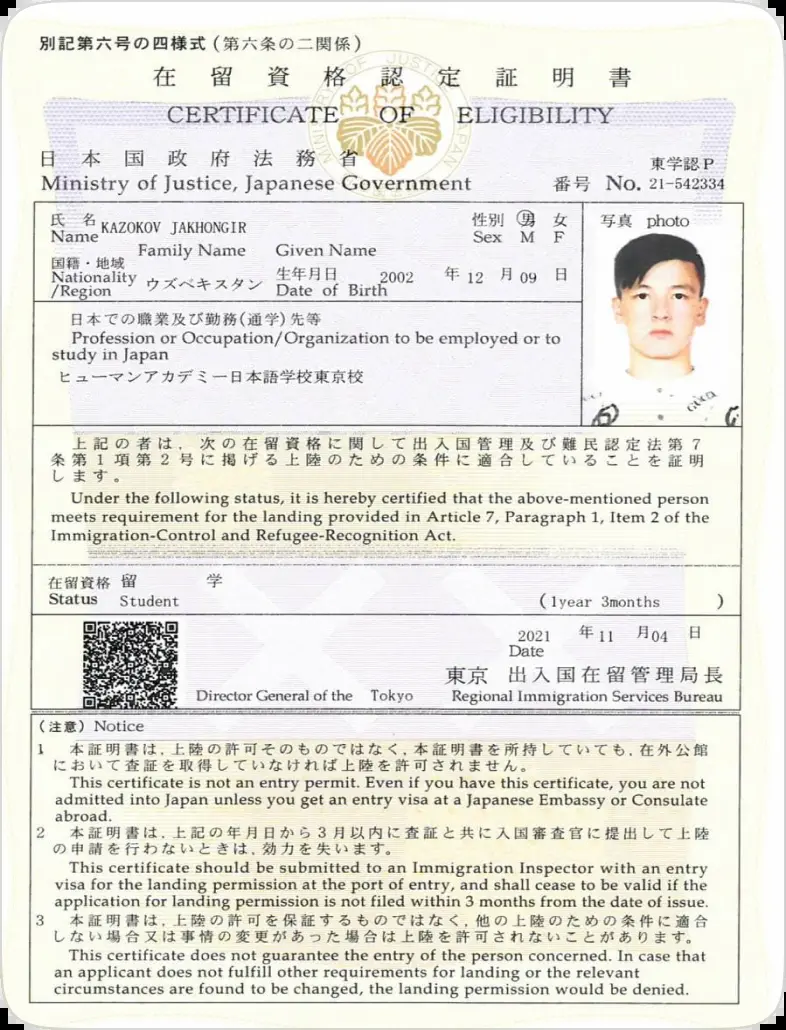 別記第六号の四様式 (第六条の二関係)
在留資格認定証明書
CERTIFICATE OF ELIGIBILITY
MINISTRY OF JUSTICE JAPAN
日本国政府法務省
Ministry of Justice, Japanese Government
東学認P
番号 No. 21-542334
氏 名 KAZOKOV JAKHONGIR
Name
Family Name Given Name
性別 男 女
Sex M F
写真 photo
国籍・地域
Nationality
/Region ウズベキスタン
生年月日 2002 年 12 月 09 日
Date of Birth
日本での職業及び勤務(通学)先等
Profession or Occupation/Organization to be employed or to
study in Japan
ヒューマンアカデミー日本語学校東京校
GUCCI
上記の者は、次の在留資格に関して出入国管理及び難民認定法第7
条第1項第2号に掲げる上陸のための条件に適合していることを証明
します。
Under the following status, it is hereby certified that the above-mentioned person
meets requirement for the landing provided in Article 7, Paragraph 1, Item 2 of the
Immigration-Control and Refugee-Recognition Act.
在留資格 留 学
Status Student
(1year 3months )
2021 年 11 月 04 日
Date
東京 出入国在留管理局長
Director General of the Tokyo Regional Immigration Services Bureau
(注意) Notice
1 本証明書は、上陸の許可そのものではなく、本証明書を所持していても、在外公館
において査証を取得していなければ上陸を許可されません。
This certificate is not an entry permit. Even if you have this certificate, you are not
admitted into Japan unless you get an entry visa at a Japanese Embassy or Consulate
abroad.
2 本証明書は、上記の年月日から3月以内に査証と共に入国審査官に提出して上陸
の申請を行わないときは、効力を失います。
This certificate should be submitted to an Immigration Inspector with an entry
visa for the landing permission at the port of entry, and shall cease to be valid if the
application for landing permission is not filed within 3 months from the date of issue.
3 本証明書は、上陸の許可を保証するものではなく、他の上陸のための条件に適合
しない場合又は事情の変更があった場合は上陸を許可されないことがあります。
This certificate does not guarantee the entry of the person concerned. In case that
an applicant does not fulfill other requirements for landing or the relevant
circumstances are found to be changed, the landing permission would be denied.